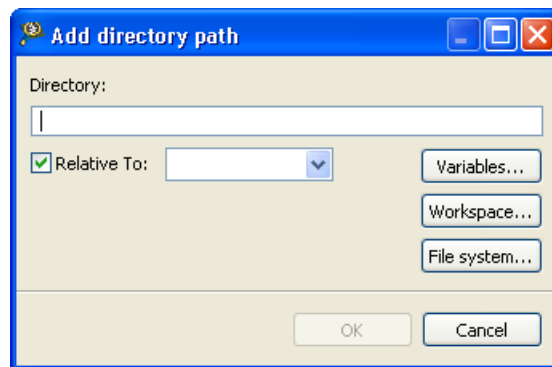 Add directory path
Directory:
Relative To:
Variables...
Workspace...
File system...
OK
Cancel